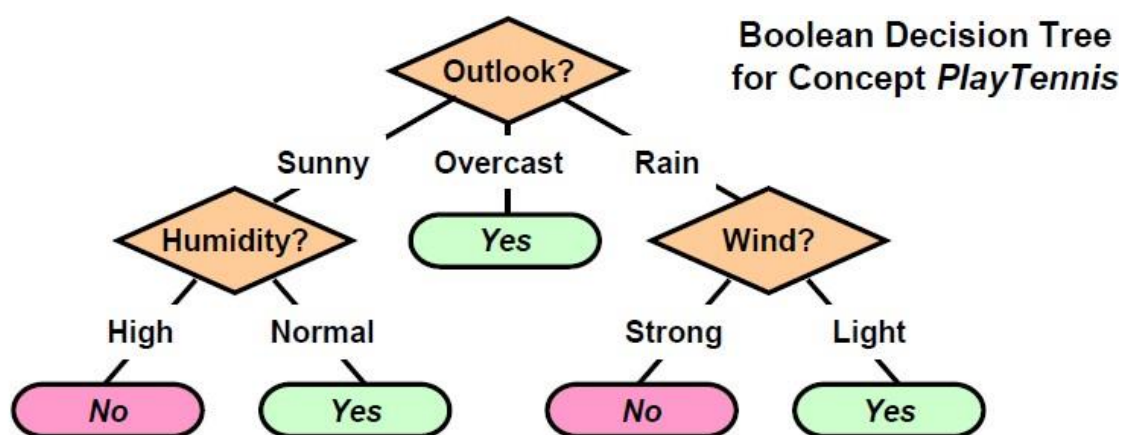 Boolean Decision Tree
for Concept PlayTennis
Outlook?
Sunny Overcast Rain
Humidity? Yes Wind?
High Normal Strong Light
No Yes No Yes